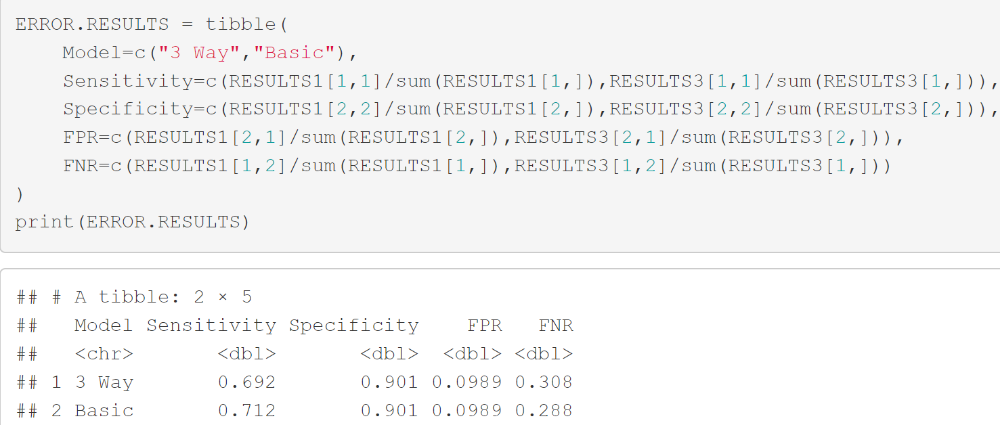 ERROR.RESULTS = tibble(
    Model=c("3 Way","Basic"),
    Sensitivity=c(RESULTS1[1,1]/sum(RESULTS1[1,]),RESULTS3[1,1]/sum(RESULTS3[1,])),
    Specificity=c(RESULTS1[2,2]/sum(RESULTS1[2,]),RESULTS3[2,2]/sum(RESULTS3[2,])),
    FPR=c(RESULTS1[2,1]/sum(RESULTS1[2,]),RESULTS3[2,1]/sum(RESULTS3[2,])),
    FNR=c(RESULTS1[1,2]/sum(RESULTS1[1,]),RESULTS3[1,2]/sum(RESULTS3[1,]))
)
print(ERROR.RESULTS)
## # A tibble: 2 × 5
##   Model Sensitivity Specificity    FPR   FNR
##   <chr>       <dbl>       <dbl>  <dbl> <dbl>
## 1 3 Way       0.692       0.901 0.0989 0.308
## 2 Basic       0.712       0.901 0.0989 0.288